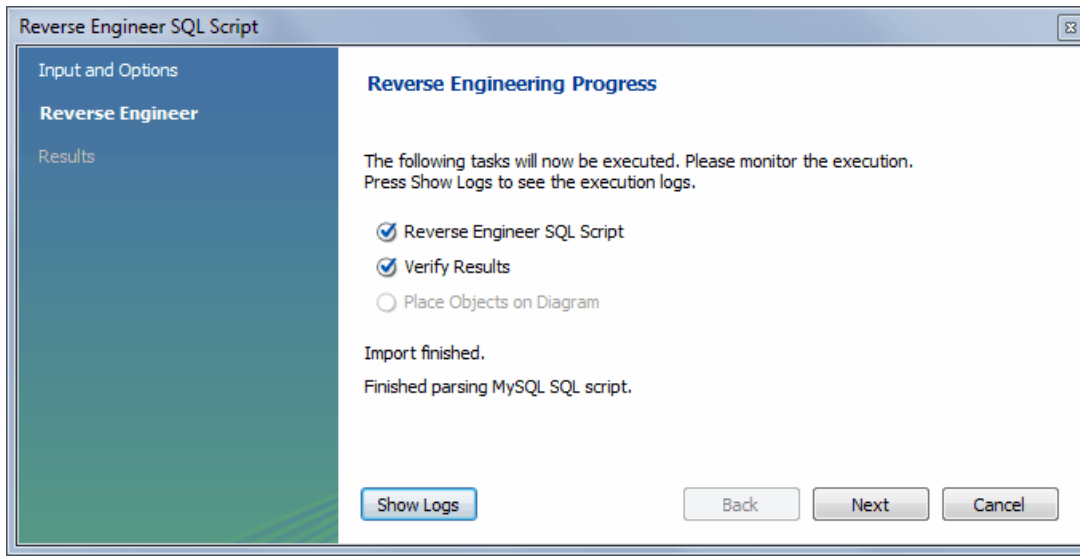 Reverse Engineer SQL Script
Input and Options
Reverse Engineer
Results
Reverse Engineering Progress
The following tasks will now be executed. Please monitor the execution.
Press Show Logs to see the execution logs.
Reverse Engineer SQL Script
Verify Results
Place Objects on Diagram
Import finished.
Finished parsing MySQL SQL script.
Show Logs
Back
Next
Cancel